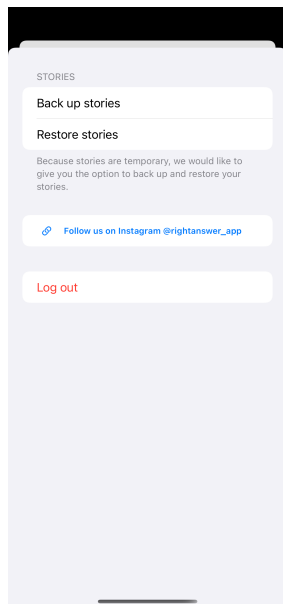 STORIES
Back up stories
Restore stories
Because stories are temporary, we would like to
give you the option to back up and restore your
stories.
Follow us on Instagram @rightanswer_app
Log out